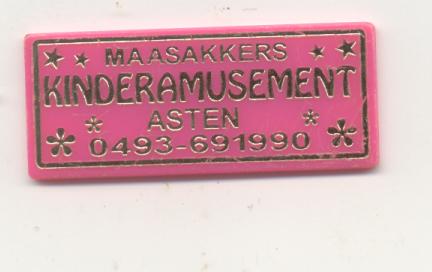 MAASAKKERS
KINDERAMUSEMENT
ASTEN
0493-691990